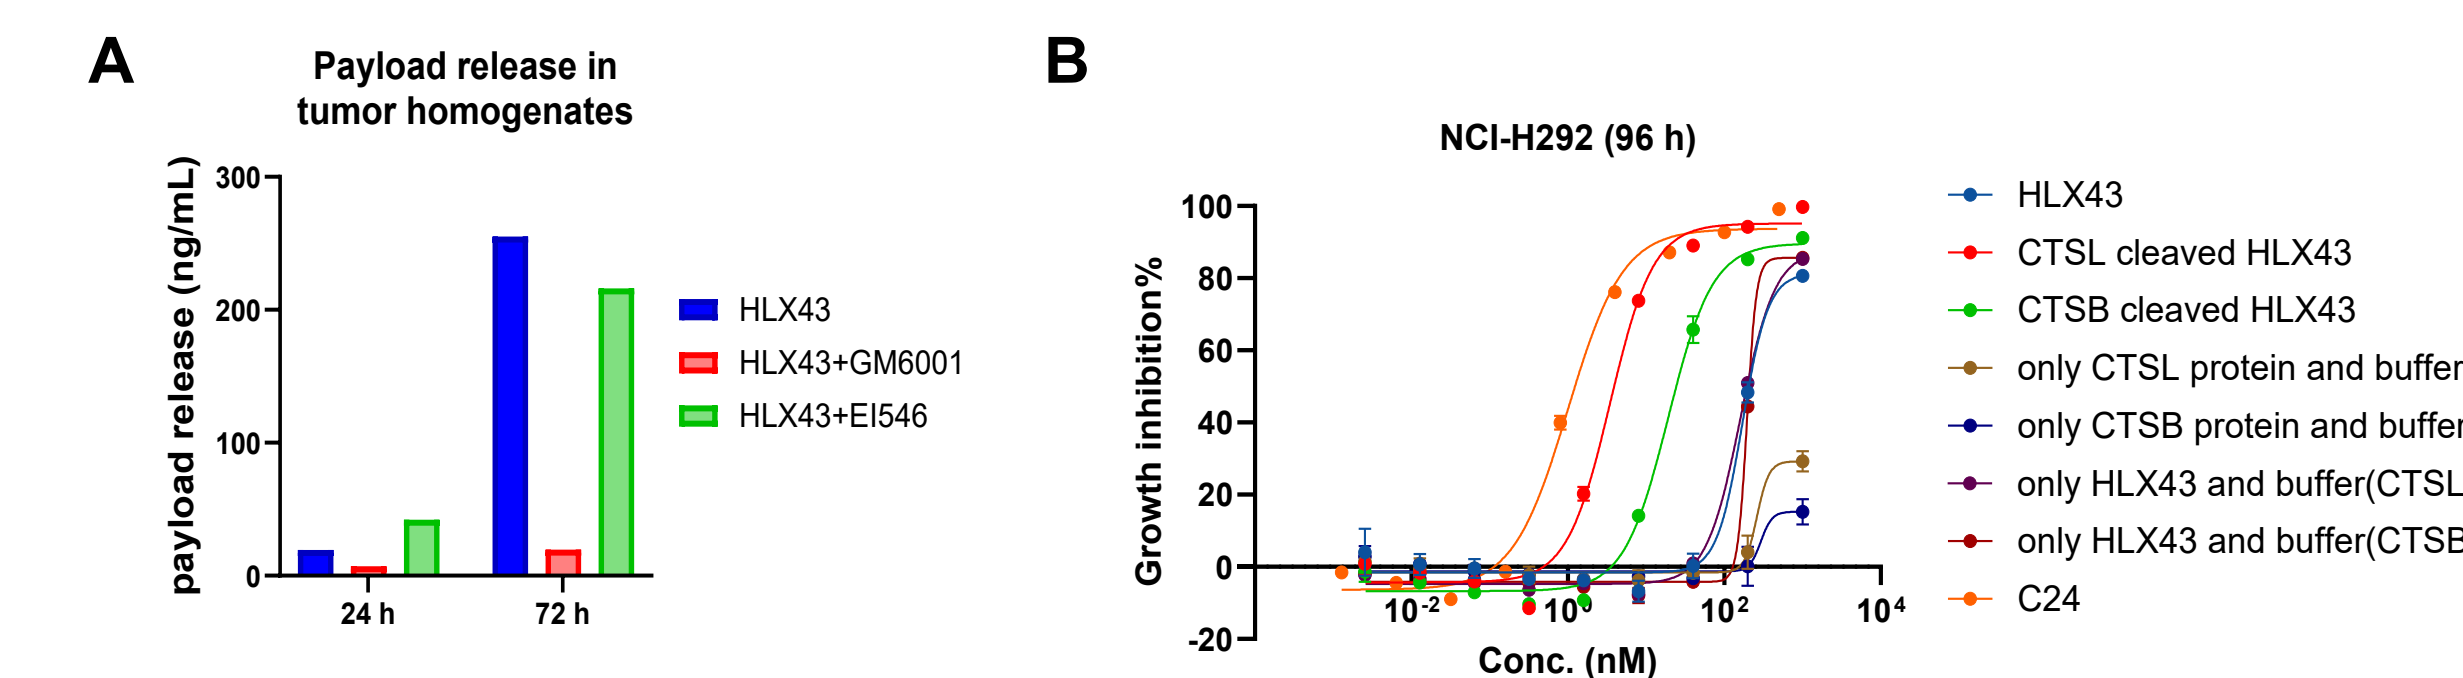 A
Payload release in
tumor homogenates
payload release (ng/mL)
300
200
100
0
24 h
72 h
HLX43
HLX43+GM6001
HLX43+EI546
B
NCI-H292 (96 h)
Growth inhibition%
100
80
60
40
20
0
-20
10-2
100
102
104
Conc. (nM)
HLX43
CTSL cleaved HLX43
CTSB cleaved HLX43
only CTSL protein and buffer
only CTSB protein and buffer
only HLX43 and buffer(CTSL
only HLX43 and buffer(CTSB
C24